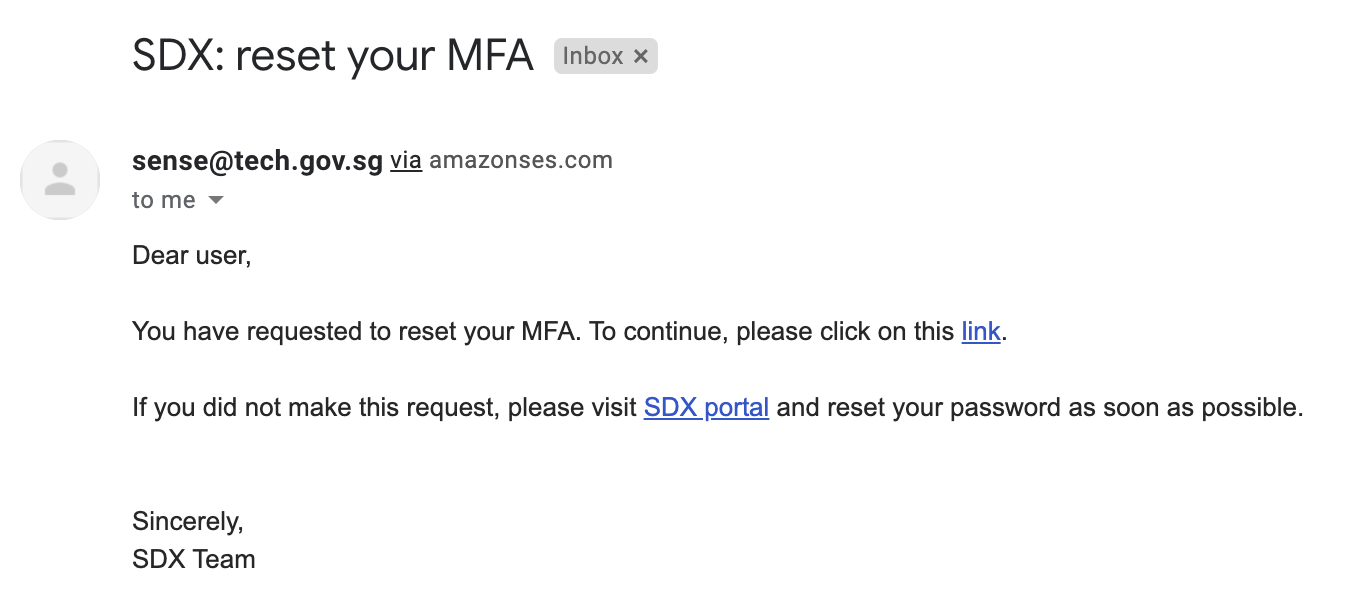 SDX: reset your MFA Inbox ×
sense@tech.gov.sg via amazonses.com
to me
Dear user,
You have requested to reset your MFA. To continue, please click on this link.
If you did not make this request, please visit SDX portal and reset your password as soon as possible.
Sincerely,
SDX Team